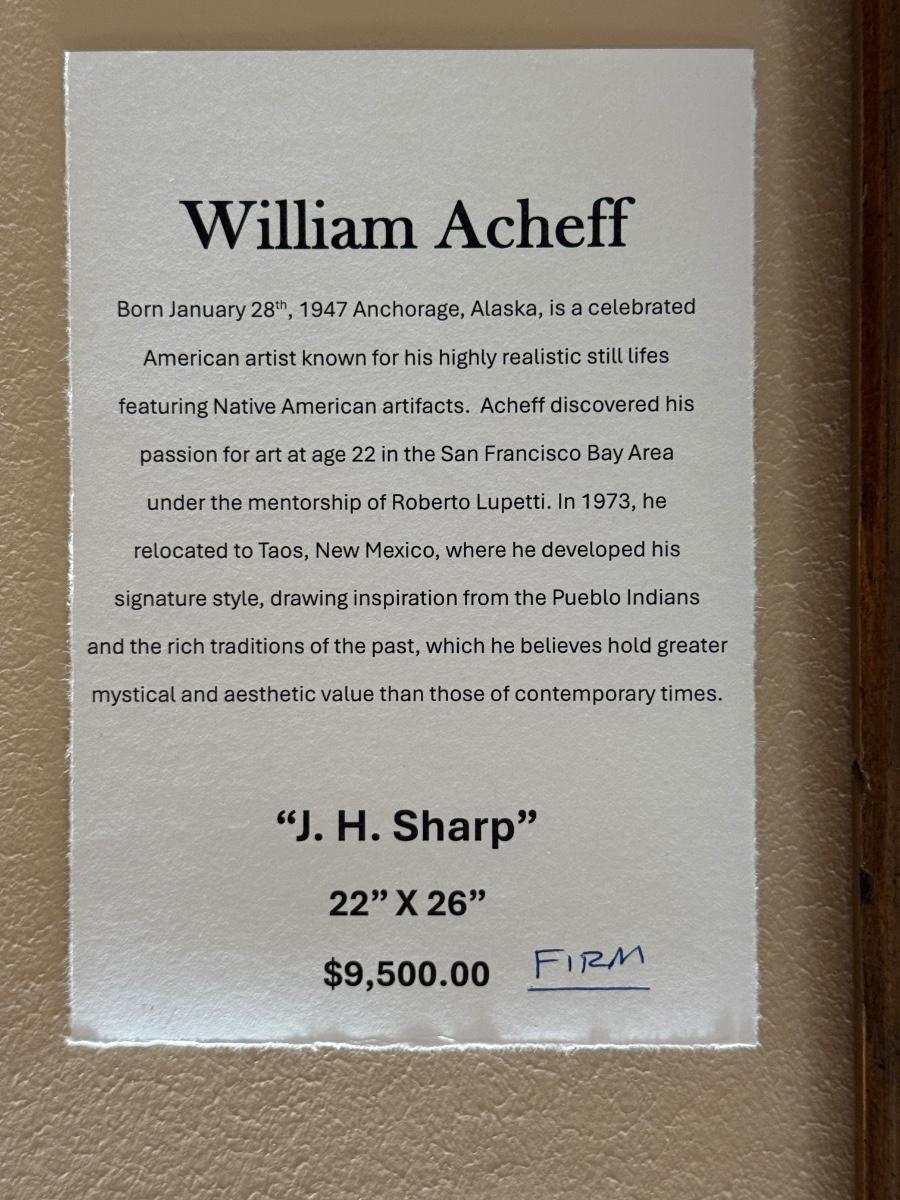 William Acheff
Born January 28th, 1947 Anchorage, Alaska, is a celebrated
American artist known for his highly realistic still lifes
featuring Native American artifacts.  Acheff discovered his
passion for art at age 22 in the San Francisco Bay Area
under the mentorship of Roberto Lupetti. In 1973, he
relocated to Taos, New Mexico, where he developed his
signature style, drawing inspiration from the Pueblo Indians
and the rich traditions of the past, which he believes hold greater
mystical and aesthetic value than those of contemporary times.
“J. H. Sharp”
22” X 26”
$9,500.00 FIRM